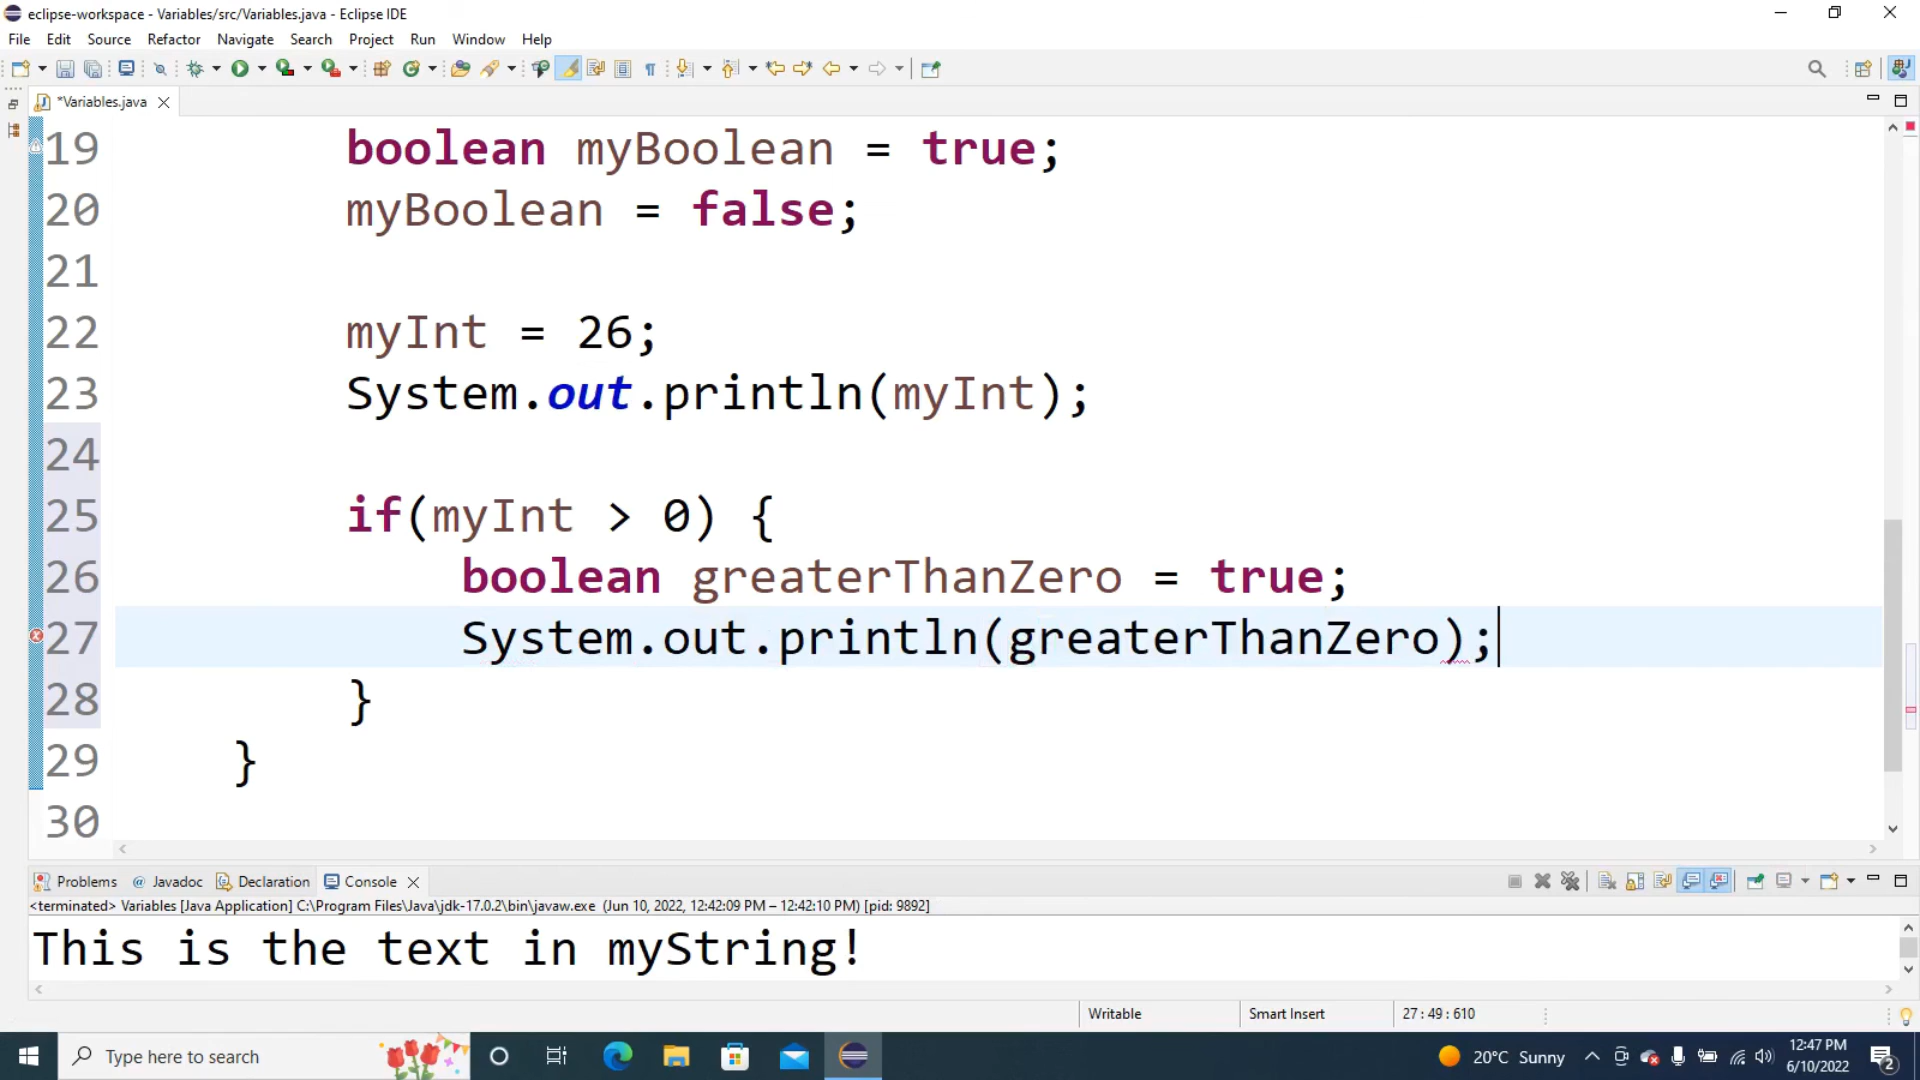 eclipse-workspace - Variables/src/Variables.java - Eclipse IDE
File Edit Source Refactor Navigate Search Project Run Window Help
*Variables.java
19 boolean myBoolean = true;
20 myBoolean = false;
21
22 myInt = 26;
23 System.out.println(myInt);
24
25 if(myInt > 0) {
26 boolean greaterThanZero = true;
27 System.out.println(greaterThanZero);
28 }
29 }
30
Problems @ Javadoc Declaration Console
<terminated> Variables [Java Application] C:\Program Files\Java\jdk-17.0.2\bin\javaw.exe (Jun 10, 2022, 12:42:09 PM – 12:42:10 PM) [pid: 9892]
This is the text in myString!
Writable Smart Insert 27 : 49 : 610
Type here to search 20°C Sunny 12:47 PM
6/10/2022 2